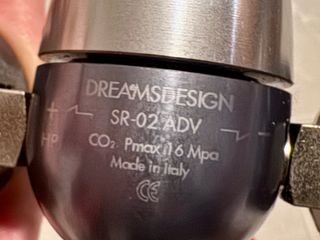 DREAMSDESIGN
SR-02 ADV
+ -
HP
CO2 Pmax 16 Mpa
Made in Italy
CE